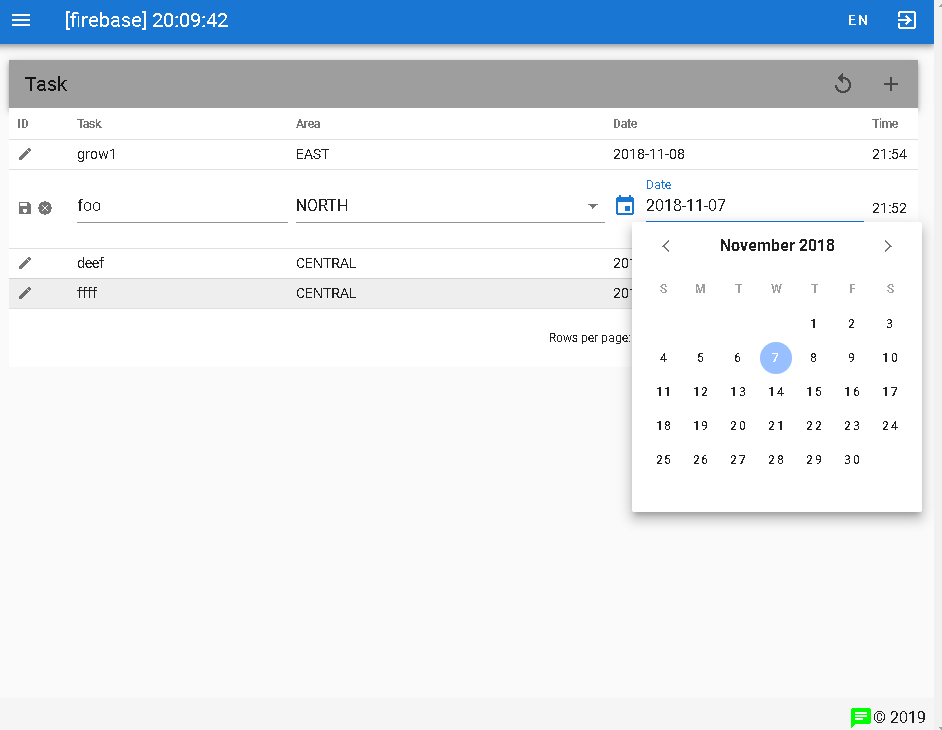 [firebase] 20:09:42 EN
Task
ID Task Area Date Time
grow1 EAST 2018-11-08 21:54
Date
foo NORTH 2018-11-07 21:52
November 2018
deef CENTRAL 201
S M T W T F S
ffff CENTRAL 201
1 2 3
Rows per page:
4 5 6 7 8 9 10
11 12 13 14 15 16 17
18 19 20 21 22 23 24
25 26 27 28 29 30
© 2019